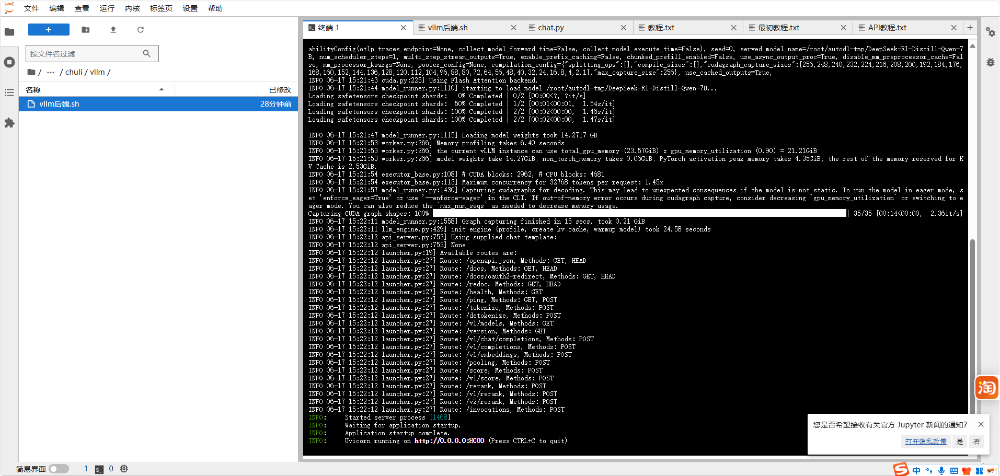 文件 编辑 查看 运行 内核 标签页 设置 帮助
+
按文件名过滤
/ ··· / chuli / vllm /
名称 已修改
vllm后端.sh 28分钟前
终端 1 vllm后端.sh chat.py 教程.txt 最初教程.txt API教程.txt
abilityConfig(otlp_traces_endpoint=None, collect_model_forward_time=False, collect_model_execute_time=False), seed=0, served_model_name=/root/autodl-tmp/DeepSeek-R1-Distill-Qwen-7
B, num_scheduler_steps=1, multi_step_stream_outputs=True, enable_prefix_caching=False, chunked_prefill_enabled=False, use_async_output_proc=True, disable_mm_preprocessor_cache=Fal
se, mm_processor_kwargs=None, pooler_config=None, compilation_config={"splitting_ops":[],"compile_sizes":[],"cudagraph_capture_sizes":[256,248,240,232,224,216,208,200,192,184,176,
168,160,152,144,136,128,120,112,104,96,88,80,72,64,56,48,40,32,24,16,8,4,2,1],"max_capture_size":256}, use_cached_outputs=True,
INFO 06-17 15:21:43 cuda.py:225] Using Flash Attention backend.
INFO 06-17 15:21:44 model_runner.py:1110] Starting to load model /root/autodl-tmp/DeepSeek-R1-Distill-Qwen-7B...
Loading safetensors checkpoint shards:   0% Completed | 0/2 [00:00<?, ?it/s]
Loading safetensors checkpoint shards:  50% Completed | 1/2 [00:01<00:01,  1.54s/it]
Loading safetensors checkpoint shards: 100% Completed | 2/2 [00:02<00:00,  1.46s/it]
Loading safetensors checkpoint shards: 100% Completed | 2/2 [00:02<00:00,  1.47s/it]
INFO 06-17 15:21:47 model_runner.py:1115] Loading model weights took 14.2717 GB
INFO 06-17 15:21:53 worker.py:266] Memory profiling takes 6.40 seconds
INFO 06-17 15:21:53 worker.py:266] the current vLLM instance can use total_gpu_memory (23.57GiB) x gpu_memory_utilization (0.90) = 21.21GiB
INFO 06-17 15:21:53 worker.py:266] model weights take 14.27GiB; non_torch_memory takes 0.06GiB; PyTorch activation peak memory takes 4.35GiB; the rest of the memory reserved for K
V Cache is 2.53GiB.
INFO 06-17 15:21:54 executor_base.py:108] # CUDA blocks: 2962, # CPU blocks: 4681
INFO 06-17 15:21:54 executor_base.py:113] Maximum concurrency for 32768 tokens per request: 1.45x
INFO 06-17 15:21:57 model_runner.py:1430] Capturing cudagraphs for decoding. This may lead to unexpected consequences if the model is not static. To run the model in eager mode, s
et 'enforce_eager=True' or use '--enforce-eager' in the CLI. If out-of-memory error occurs during cudagraph capture, consider decreasing `gpu_memory_utilization` or switching to e
ager mode. You can also reduce the `max_num_seqs` as needed to decrease memory usage.
Capturing CUDA graph shapes: 100%| | 35/35 [00:14<00:00,  2.36it/s]
INFO 06-17 15:22:11 model_runner.py:1558] Graph capturing finished in 15 secs, took 0.21 GiB
INFO 06-17 15:22:11 llm_engine.py:429] init engine (profile, create kv cache, warmup model) took 24.58 seconds
INFO 06-17 15:22:12 api_server.py:753] Using supplied chat template:
INFO 06-17 15:22:12 api_server.py:753] None
INFO 06-17 15:22:12 launcher.py:19] Available routes are:
INFO 06-17 15:22:12 launcher.py:27] Route: /openapi.json, Methods: GET, HEAD
INFO 06-17 15:22:12 launcher.py:27] Route: /docs, Methods: GET, HEAD
INFO 06-17 15:22:12 launcher.py:27] Route: /docs/oauth2-redirect, Methods: GET, HEAD
INFO 06-17 15:22:12 launcher.py:27] Route: /redoc, Methods: GET, HEAD
INFO 06-17 15:22:12 launcher.py:27] Route: /health, Methods: GET
INFO 06-17 15:22:12 launcher.py:27] Route: /ping, Methods: GET, POST
INFO 06-17 15:22:12 launcher.py:27] Route: /tokenize, Methods: POST
INFO 06-17 15:22:12 launcher.py:27] Route: /detokenize, Methods: POST
INFO 06-17 15:22:12 launcher.py:27] Route: /v1/models, Methods: GET
INFO 06-17 15:22:12 launcher.py:27] Route: /version, Methods: GET
INFO 06-17 15:22:12 launcher.py:27] Route: /v1/chat/completions, Methods: POST
INFO 06-17 15:22:12 launcher.py:27] Route: /v1/completions, Methods: POST
INFO 06-17 15:22:12 launcher.py:27] Route: /v1/embeddings, Methods: POST
INFO 06-17 15:22:12 launcher.py:27] Route: /pooling, Methods: POST
INFO 06-17 15:22:12 launcher.py:27] Route: /score, Methods: POST
INFO 06-17 15:22:12 launcher.py:27] Route: /v1/score, Methods: POST
INFO 06-17 15:22:12 launcher.py:27] Route: /rerank, Methods: POST
INFO 06-17 15:22:12 launcher.py:27] Route: /v1/rerank, Methods: POST
INFO 06-17 15:22:12 launcher.py:27] Route: /v2/rerank, Methods: POST
INFO 06-17 15:22:12 launcher.py:27] Route: /invocations, Methods: POST
INFO:     Started server process [1468]
INFO:     Waiting for application startup.
INFO:     Application startup complete.
INFO:     Uvicorn running on http://0.0.0.0:8000 (Press CTRL+C to quit)
淘
您是否希望接收有关官方 Jupyter 新闻的通知?
打开隐私政策 是 否
简易界面 1 0
S 中